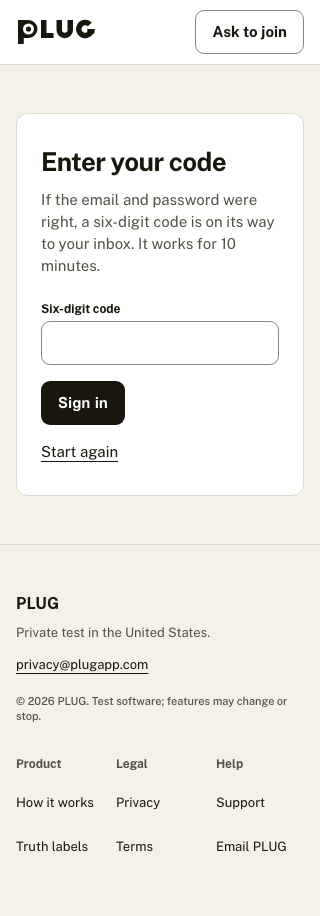 PLUG
Ask to join
Enter your code
If the email and password were
right, a six-digit code is on its way
to your inbox. It works for 10
minutes.
Six-digit code
Sign in
Start again
PLUG
Private test in the United States.
privacy@plugapp.com
© 2026 PLUG. Test software; features may change or
stop.
Product Legal Help
How it works Privacy Support
Truth labels Terms Email PLUG